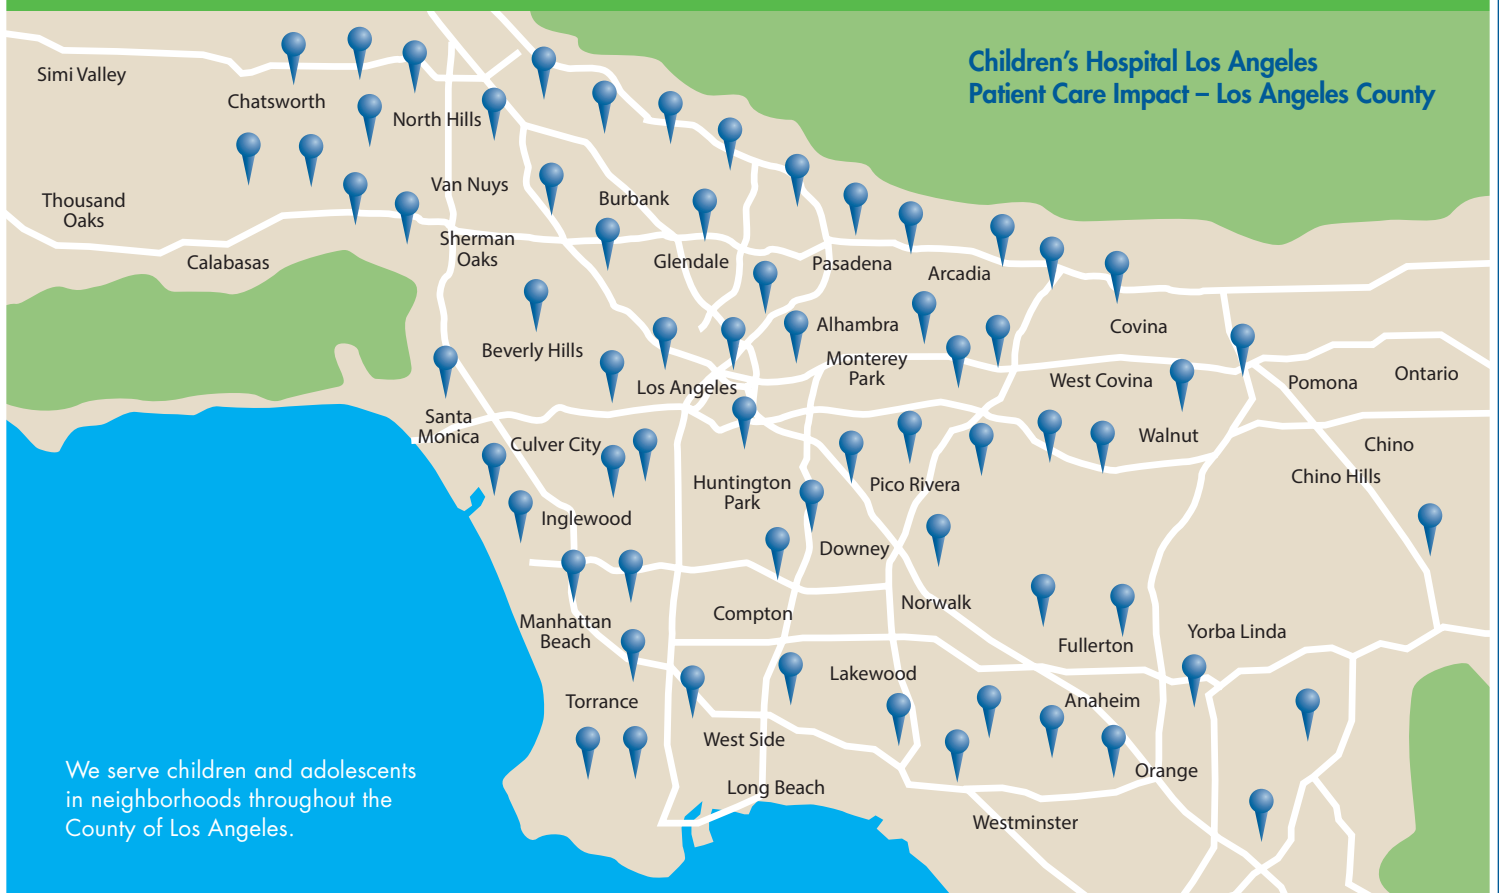 Children's Hospital Los Angeles
Patient Care Impact – Los Angeles County
Simi Valley
Chatsworth
North Hills
Thousand
Oaks
Van Nuys
Burbank
Sherman
Oaks
Calabasas
Glendale
Pasadena
Arcadia
Alhambra
Covina
Beverly Hills
Monterey
Park
Los Angeles
West Covina
Pomona
Ontario
Santa
Monica
Culver City
Walnut
Chino
Chino Hills
Huntington
Park
Pico Rivera
Inglewood
Downey
Norwalk
Compton
Manhattan
Beach
Fullerton
Yorba Linda
Lakewood
Torrance
Anaheim
West Side
Orange
Long Beach
Westminster
We serve children and adolescents
in neighborhoods throughout the
County of Los Angeles.